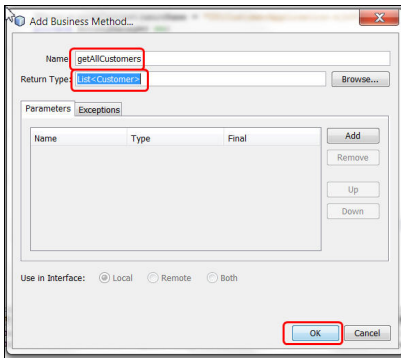 Add Business Method...
Name: getAllCustomers
Return Type: List<Customer>
Browse...
Parameters Exceptions
Name Type Final
Add
Remove
Up
Down
Use in Interface: Local Remote Both
OK Cancel